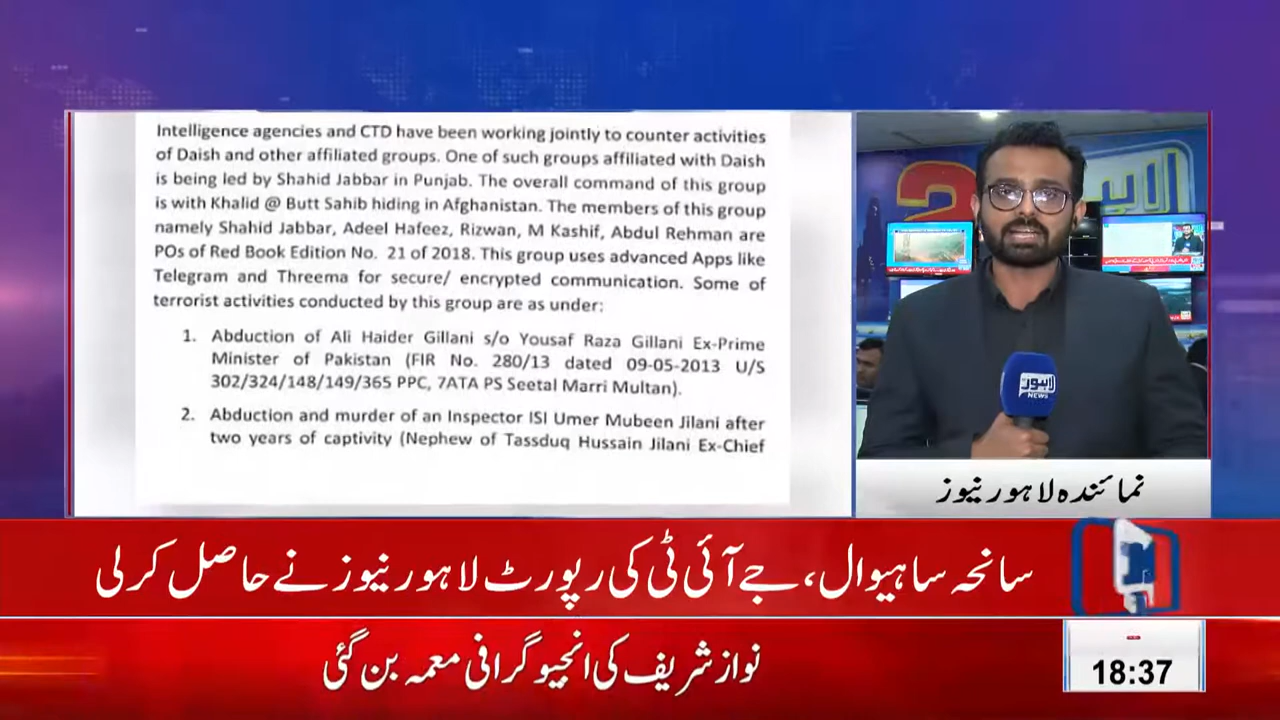 Intelligence agencies and CTD have been working jointly to counter activities
of Daish and other affiliated groups. One of such groups affiliated with Daish
is being led by Shahid Jabbar in Punjab. The overall command of this group
is with Khalid @ Butt Sahib hiding in Afghanistan. The members of this group
namely Shahid Jabbar, Adeel Hafeez, Rizwan, M Kashif, Abdul Rehman are
POs of Red Book Edition No. 21 of 2018. This group uses advanced Apps like
Telegram and Threema for secure/ encrypted communication. Some of
terrorist activities conducted by this group are as under:
1. Abduction of Ali Haider Gillani s/o Yousaf Raza Gillani Ex-Prime
Minister of Pakistan (FIR No. 280/13 dated 09-05-2013 U/S
302/324/148/149/365 PPC, 7ATA PS Seetal Marri Multan).
2. Abduction and murder of an Inspector ISI Umer Mubeen Jilani after
two years of captivity (Nephew of Tassduq Hussain Jilani Ex-Chief
لاہور
NEWS
نمائندہ لاہور نیوز
سانحہ ساہیوال، جے آئی ٹی کی رپورٹ لاہور نیوز نے حاصل کر لی
نواز شریف کی انجیو گرافی معمہ بن گئی
18:37